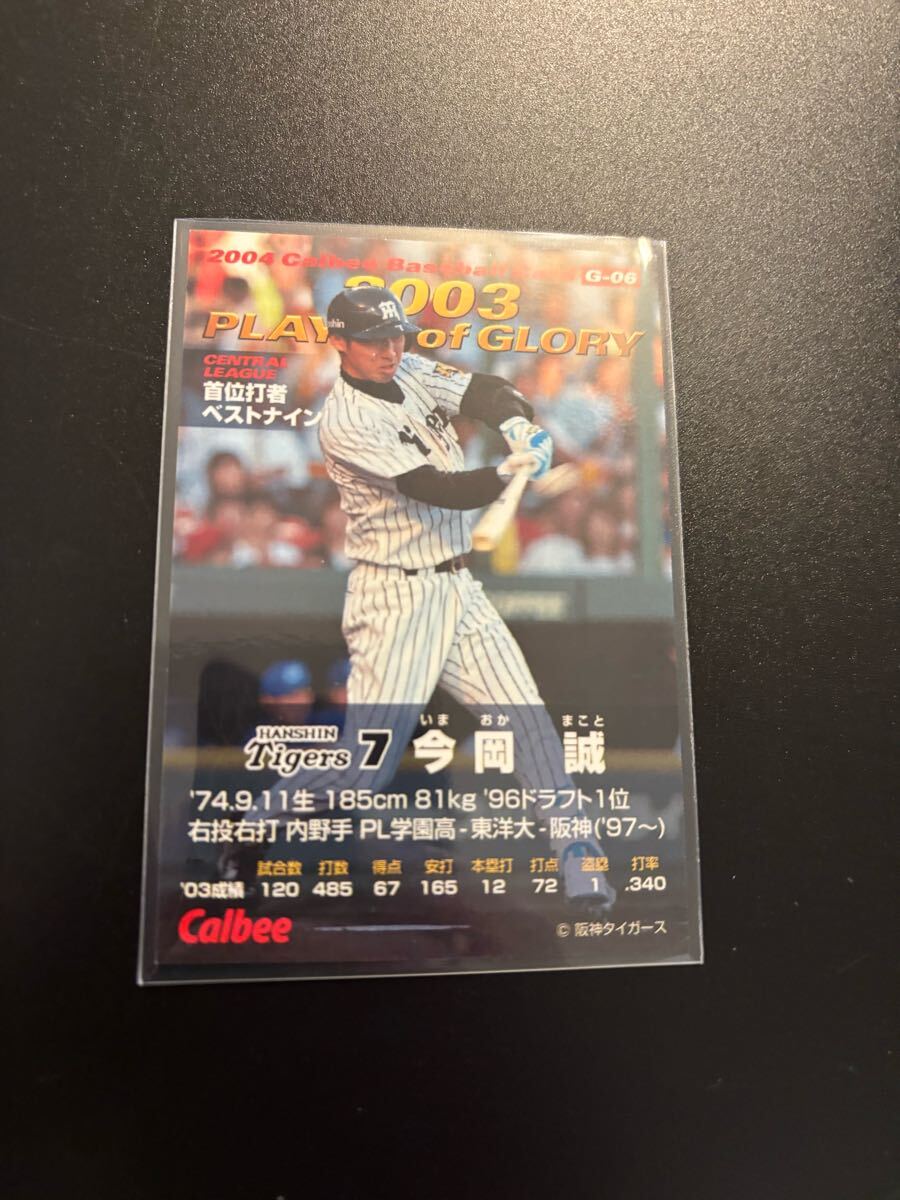 2004 Calbee Baseball
G-06
2003
PLAY of GLORY
CENTRAL
LEAGUE
首位打者
ベストナイン
shin
HANSHIN
Tigers 7 今岡 誠
いま おか まこと
'74.9.11生 185cm 81kg '96ドラフト1位
右投右打 内野手 PL学園高-東洋大-阪神('97〜)
試合数 打数 得点 安打 本塁打 打点 盗塁 打率
'03成績 120 485 67 165 12 72 1 .340
Calbee
© 阪神タイガース